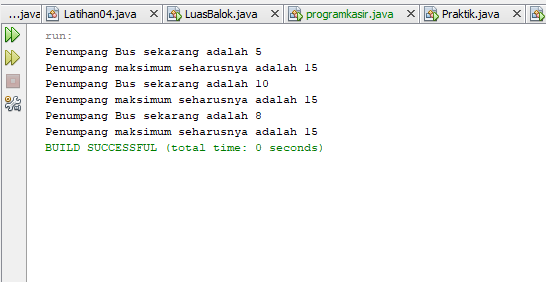 ...java Latihan04.java LuasBalok.java programkasir.java Praktik.java
run:
Penumpang Bus sekarang adalah 5
Penumpang maksimum seharusnya adalah 15
Penumpang Bus sekarang adalah 10
Penumpang maksimum seharusnya adalah 15
Penumpang Bus sekarang adalah 8
Penumpang maksimum seharusnya adalah 15
BUILD SUCCESSFUL (total time: 0 seconds)